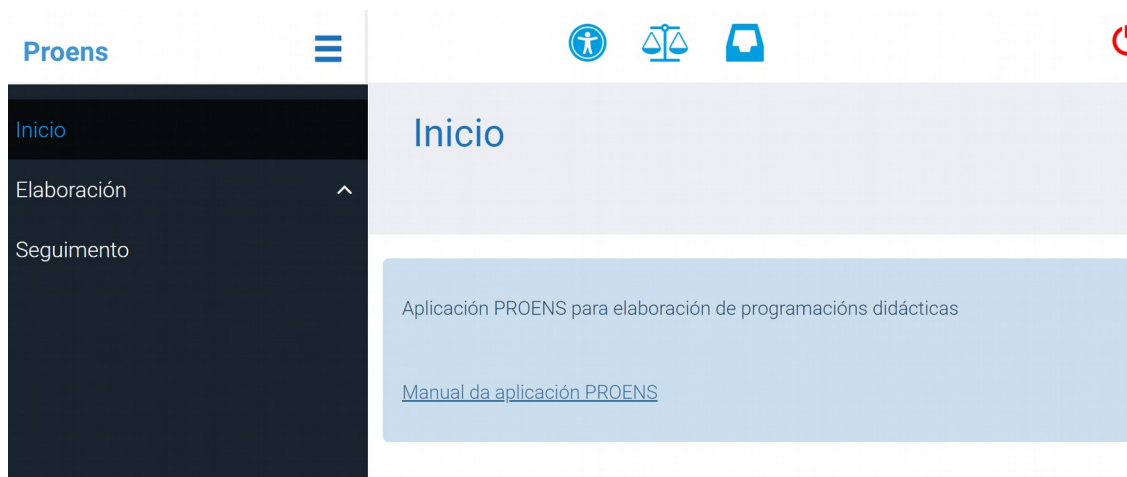 Proens
Inicio
Elaboración
Seguimento
Inicio
Aplicación PROENS para elaboración de programacións didácticas
Manual da aplicación PROENS